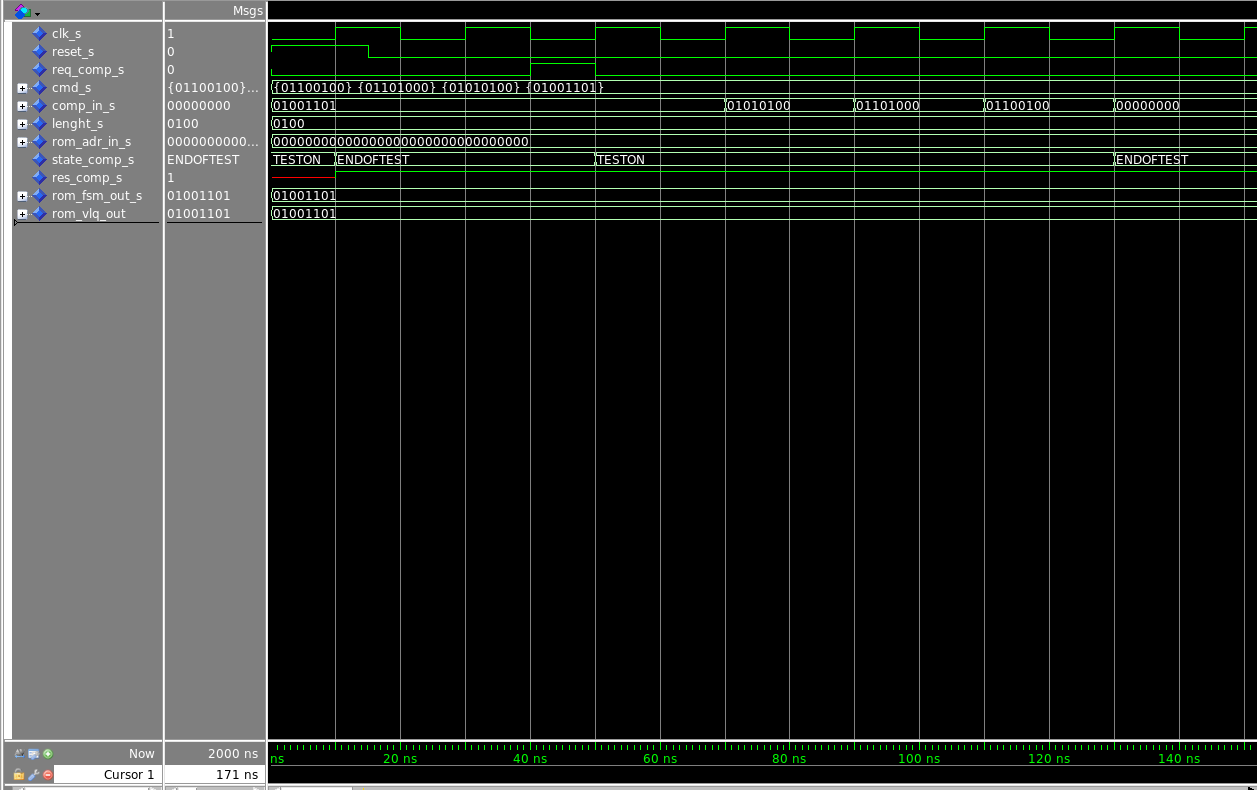 Msgs
clk_s 1
reset_s 0
req_comp_s 0
cmd_s {01100100}... {01100100} {01101000} {01010100} {01001101}
comp_in_s 00000000 01001101 01010100 01101000 01100100 00000000
lenght_s 0100 0100
rom_adr_in_s 0000000000... 00000000000000000000000000000000
state_comp_s ENDOFTEST TESTON ENDOFTEST TESTON ENDOFTEST
res_comp_s 1
rom_fsm_out_s 01001101 01001101
rom_vlq_out 01001101 01001101
Now 2000 ns ns 20 ns 40 ns 60 ns 80 ns 100 ns 120 ns 140 ns
Cursor 1 171 ns